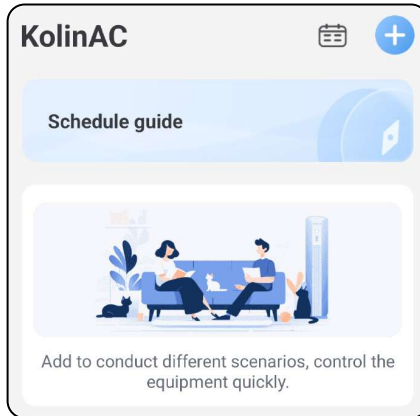 KolinAC
Schedule guide
Add to conduct different scenarios, control the
equipment quickly.